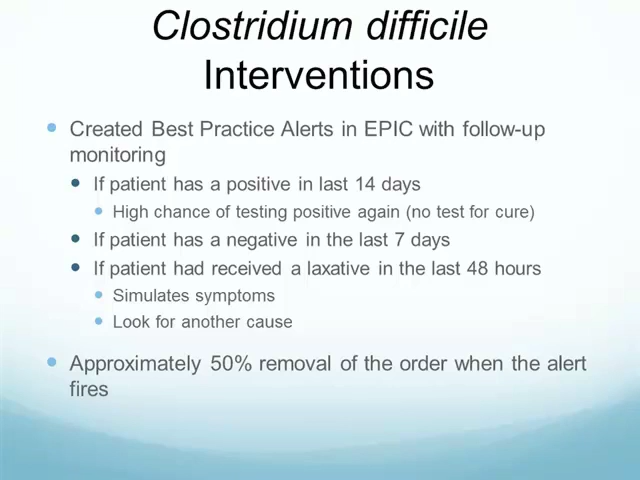 Clostridium difficile
Interventions
Created Best Practice Alerts in EPIC with follow-up
monitoring
If patient has a positive in last 14 days
High chance of testing positive again (no test for cure)
If patient has a negative in the last 7 days
If patient had received a laxative in the last 48 hours
Simulates symptoms
Look for another cause
Approximately 50% removal of the order when the alert
fires